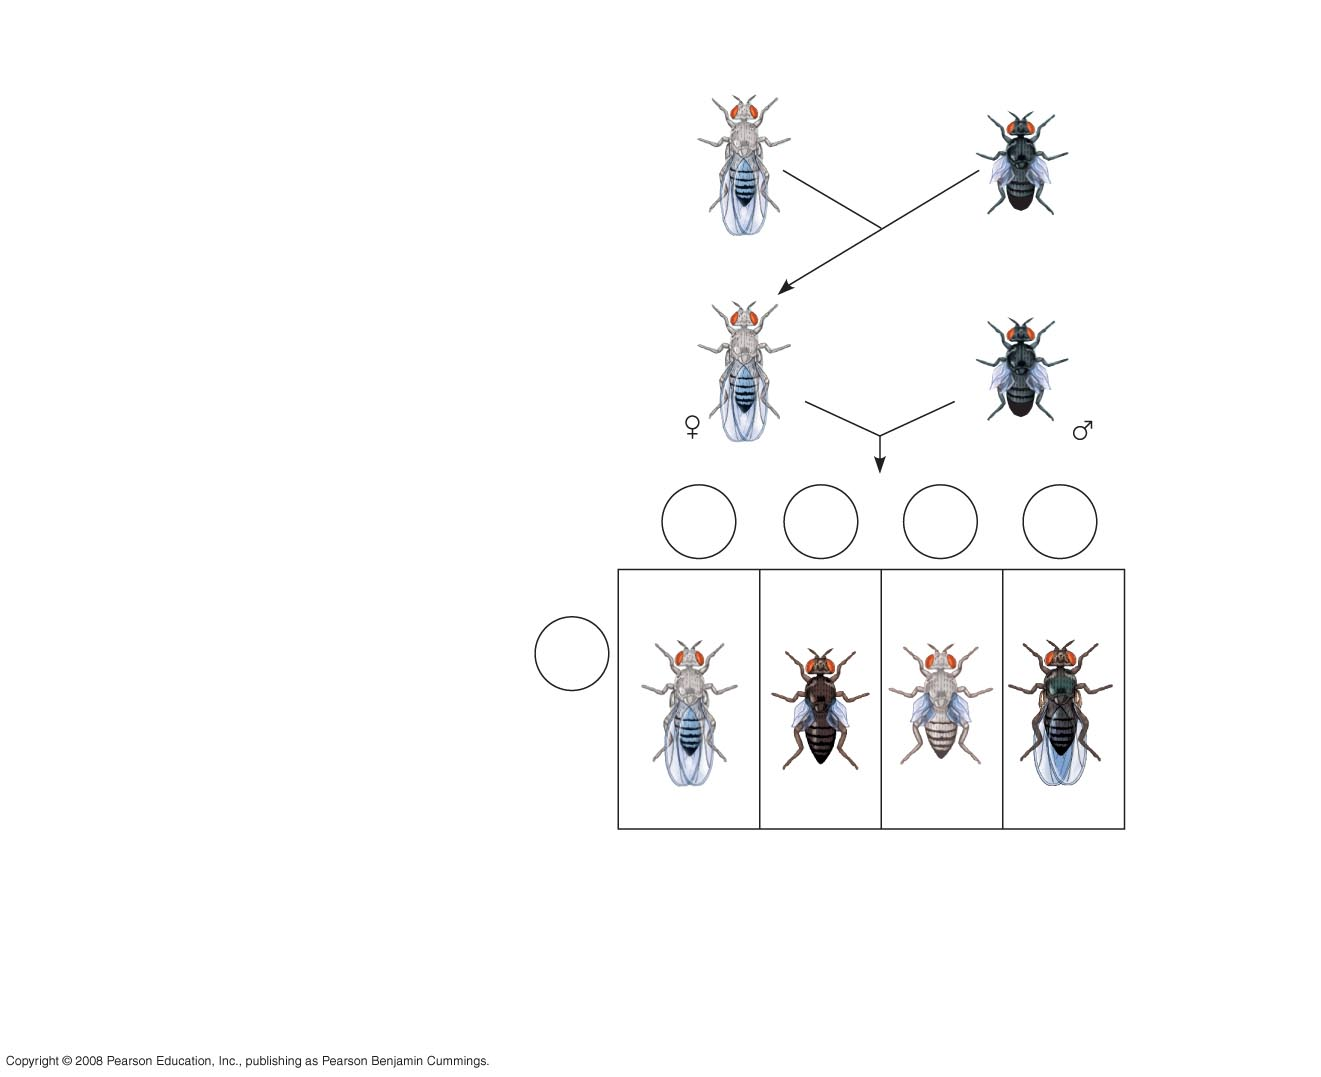 ♀
♂
Copyright © 2008 Pearson Education, Inc., publishing as Pearson Benjamin Cummings.